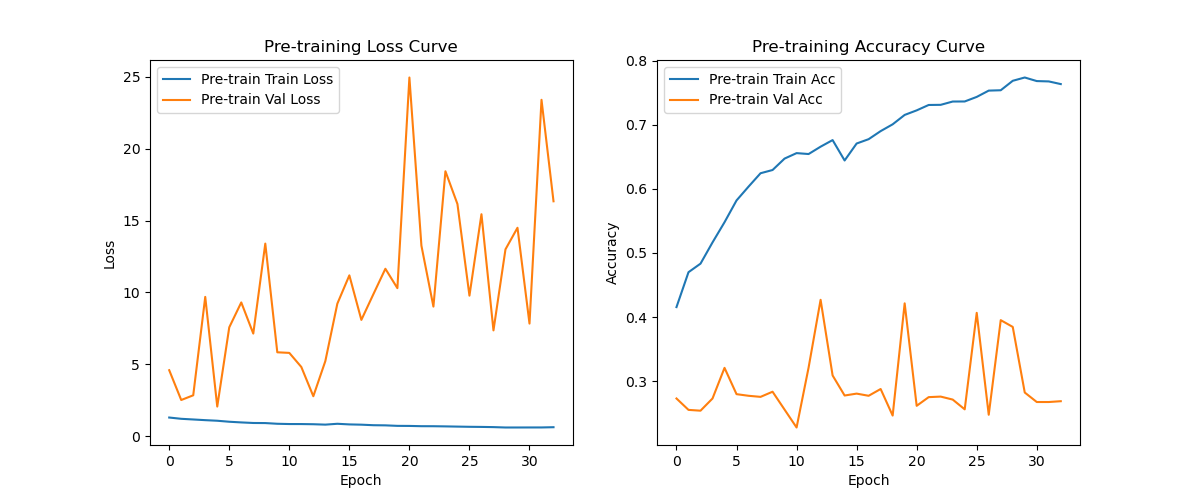 Pre-training Loss Curve
Pre-train Train Loss
Pre-train Val Loss
25
20
15
10
5
0
Loss
0 5 10 15 20 25 30
Epoch
Pre-training Accuracy Curve
Pre-train Train Acc
Pre-train Val Acc
0.8
0.7
0.6
0.5
0.4
0.3
Accuracy
0 5 10 15 20 25 30
Epoch